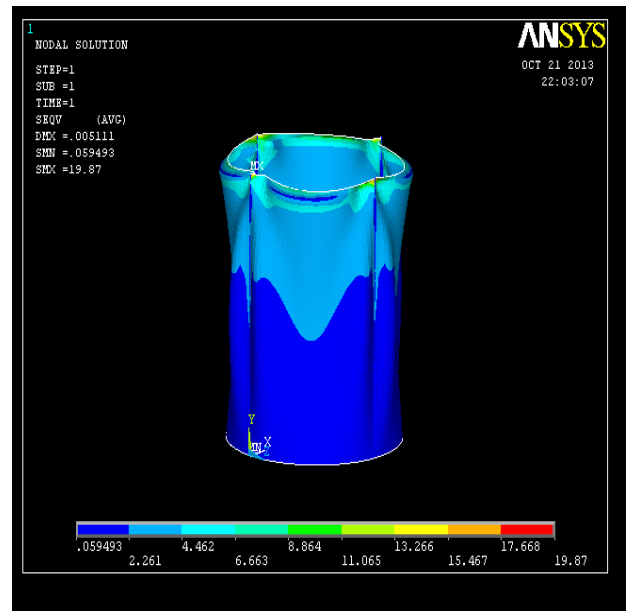 1
NODAL SOLUTION
STEP=1
SUB =1
TIME=1
SEQV (AVG)
DMX =.005111
SMN =.059493
SMX =19.87
ANSYS
OCT 21 2013
22:03:07
MX
Y
MN X
Z
.059493 4.462 8.864 13.266 17.668
2.261 6.663 11.065 15.467 19.87